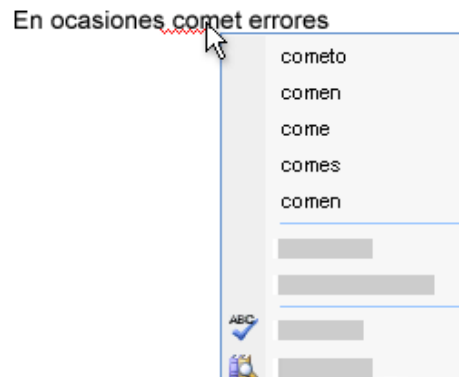 En ocasiones comet errores
cometo
comen
come
comes
comen
ABC